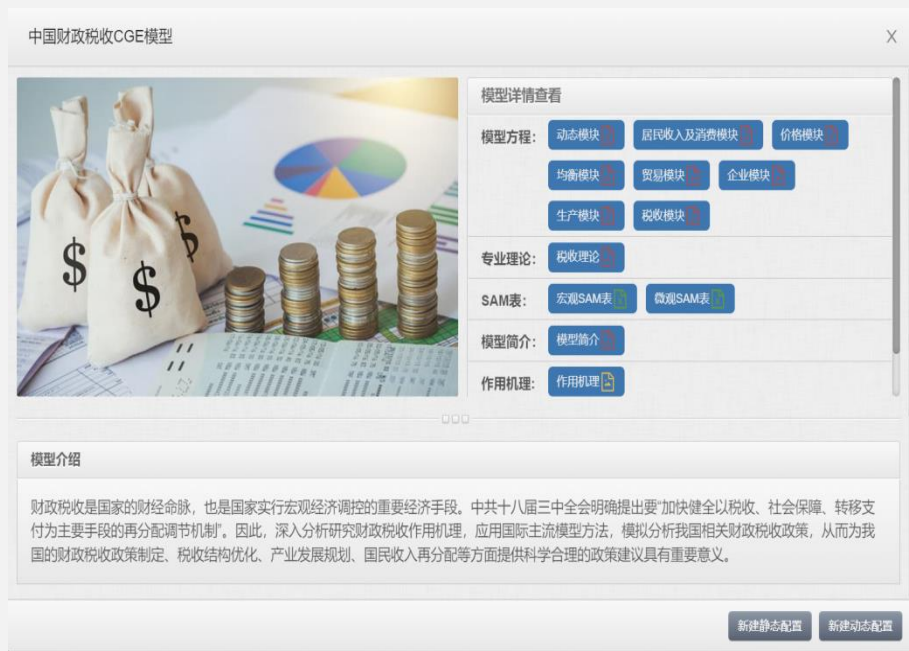 中国财政税收CGE模型
X
模型详情查看
模型方程: 动态模块 居民收入及消费模块 价格模块
均衡模块 贸易模块 企业模块
生产模块 税收模块
专业理论: 税收理论
SAM表: 宏观SAM表 微观SAM表
模型简介: 模型简介
作用机理: 作用机理
$ $ $
模型介绍
财政税收是国家的财经命脉，也是国家实行宏观经济调控的重要经济手段。中共十八届三中全会明确提出要“加快健全以税收、社会保障、转移支
付为主要手段的再分配调节机制”。因此，深入分析研究财政税收作用机理，应用国际主流模型方法，模拟分析我国相关财政税收政策，从而为我
国的财政税收政策制定、税收结构优化、产业发展规划、国民收入再分配等方面提供科学合理的政策建议具有重要意义。
新建静态配置 新建动态配置